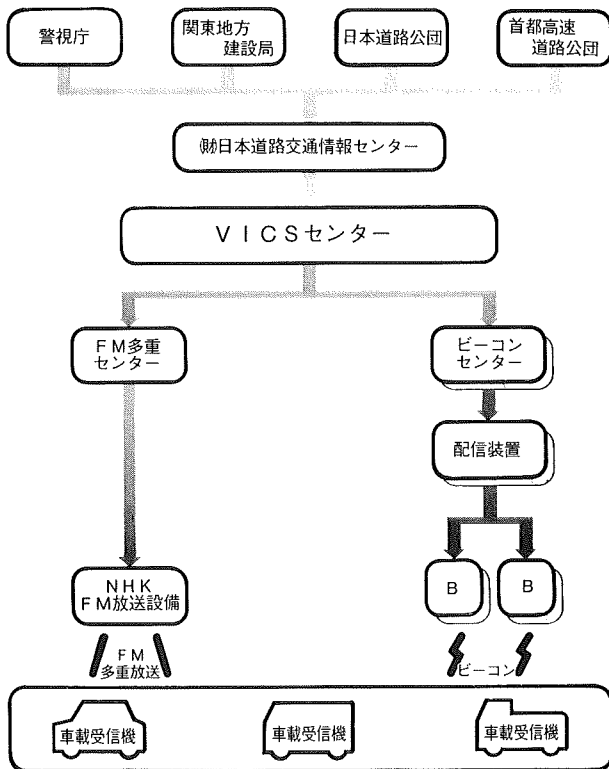 警視庁
関東地方
建設局
日本道路公団
首都高速
道路公団
㈶日本道路交通情報センター
ＶＩＣＳセンター
ＦＭ多重
センター
ビーコン
センター
配信装置
ＮＨＫ
ＦＭ放送設備
Ｂ
Ｂ
ＦＭ
多重放送
ビーコン
車載受信機
車載受信機
車載受信機